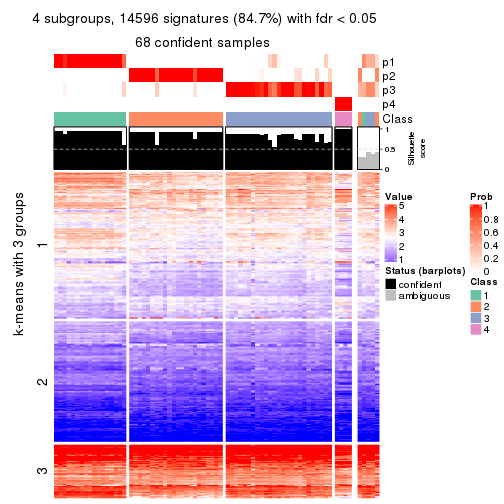 4 subgroups, 14596 signatures (84.7%) with fdr < 0.05
68 confident samples
p1
p2
p3
p4
Class
1
0.5
0
Silhouette
score
k-means with 3 groups
1
2
3
Value
5
4
3
2
1
Status (barplots)
confident
ambiguous
Prob
1
0.8
0.6
0.4
0.2
0
Class
1
2
3
4